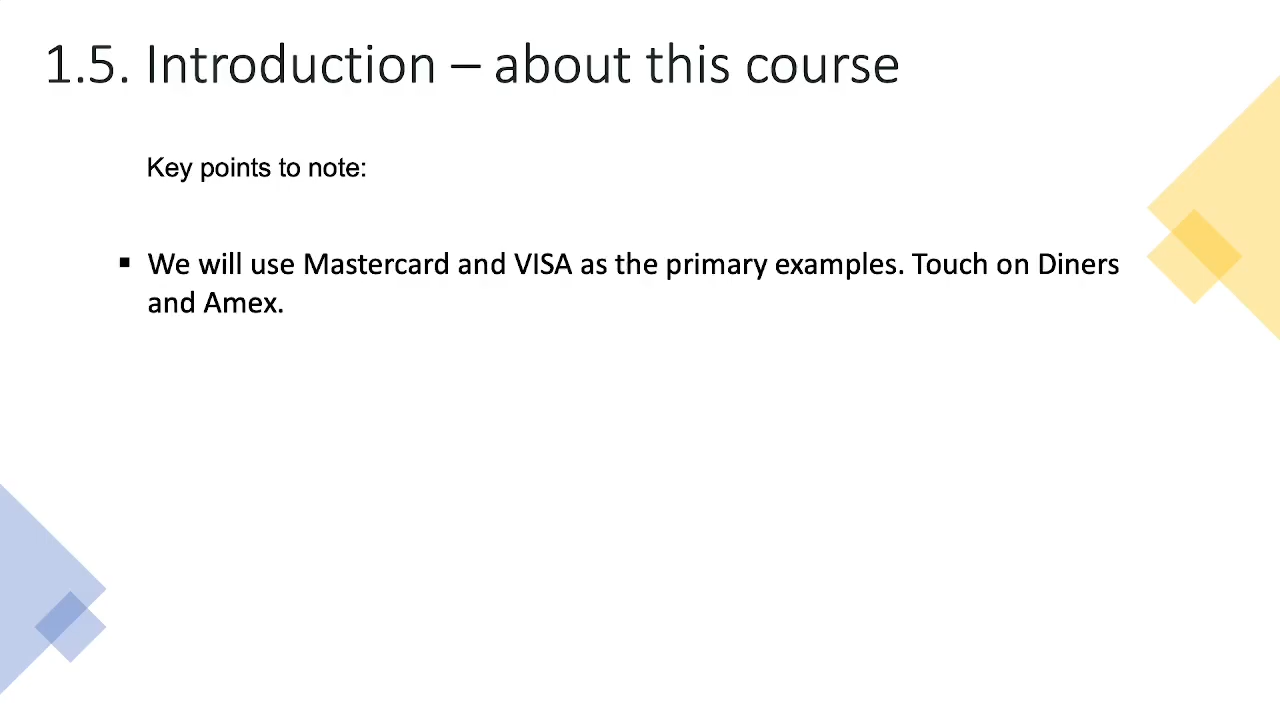 1.5. Introduction – about this course
Key points to note:
▪ We will use Mastercard and VISA as the primary examples. Touch on Diners
and Amex.